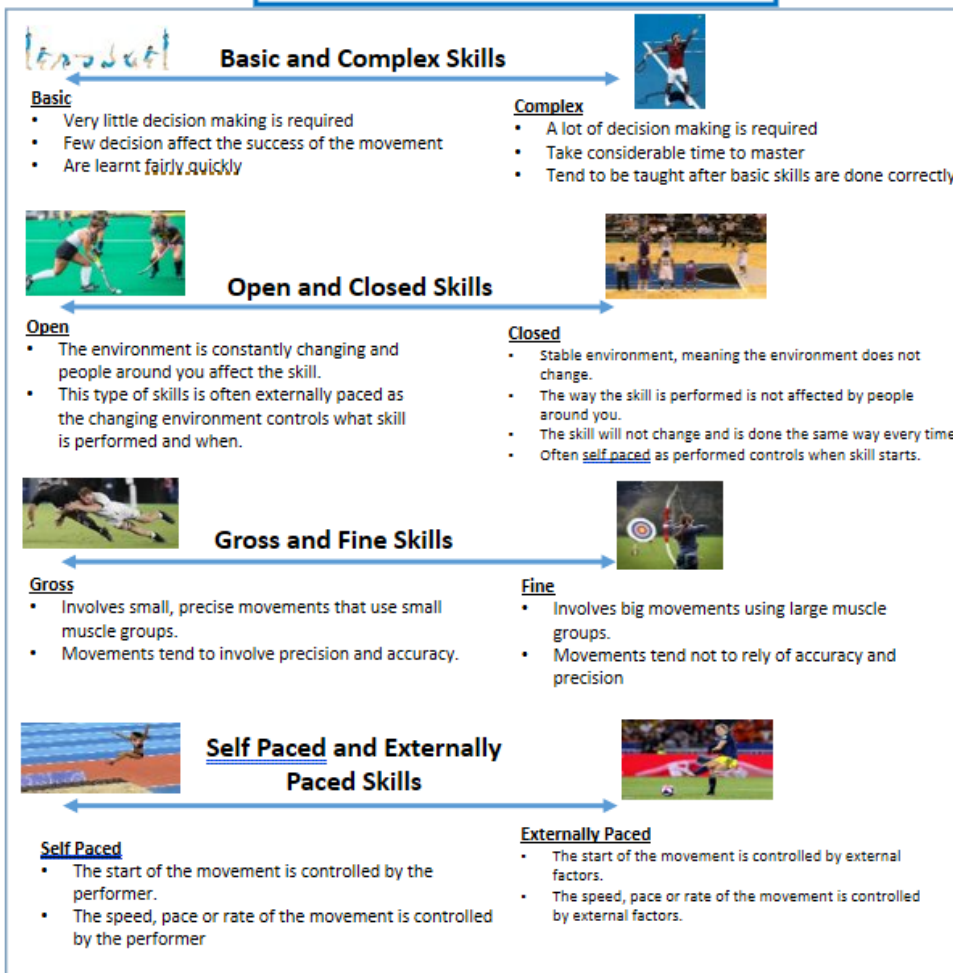 Basic and Complex Skills
Basic
• Very little decision making is required
• Few decision affect the success of the movement
• Are learnt fairly quickly
Complex
• A lot of decision making is required
• Take considerable time to master
• Tend to be taught after basic skills are done correctly
Open and Closed Skills
Open
• The environment is constantly changing and
people around you affect the skill.
• This type of skills is often externally paced as
the changing environment controls what skill
is performed and when.
Closed
• Stable environment, meaning the environment does not
change.
• The way the skill is performed is not affected by people
around you.
• The skill will not change and is done the same way every time
• Often self paced as performed controls when skill starts.
Gross and Fine Skills
Gross
• Involves small, precise movements that use small
muscle groups.
• Movements tend to involve precision and accuracy.
Fine
• Involves big movements using large muscle
groups.
• Movements tend not to rely of accuracy and
precision
Self Paced and Externally
Paced Skills
Self Paced
• The start of the movement is controlled by the
performer.
• The speed, pace or rate of the movement is controlled
by the performer
Externally Paced
• The start of the movement is controlled by external
factors.
• The speed, pace or rate of the movement is controlled
by external factors.